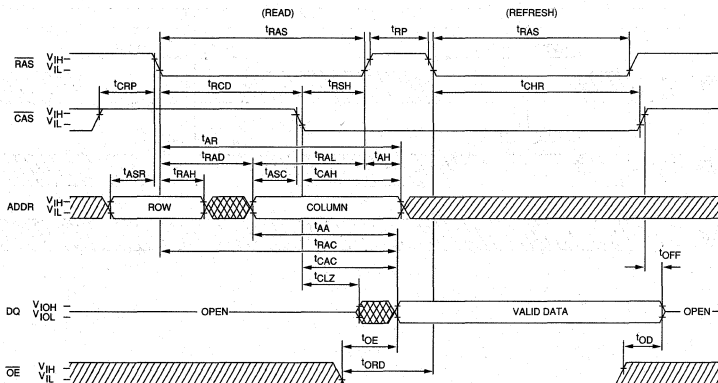 (READ) (REFRESH)
tRAS tRP tRAS
RAS VIH VIL
tCRP tRCD tRSH tCHR
CAS VIH VIL
tAR
tRAD tRAL tAH
tASR tRAH tASC tCAH
ADDR VIH VIL ROW COLUMN
tAA
tRAC
tCAC tOFF
tCLZ
DQ VIOH VIOL OPEN VALID DATA OPEN
tOE tOD
tORD
OE VIH VIL